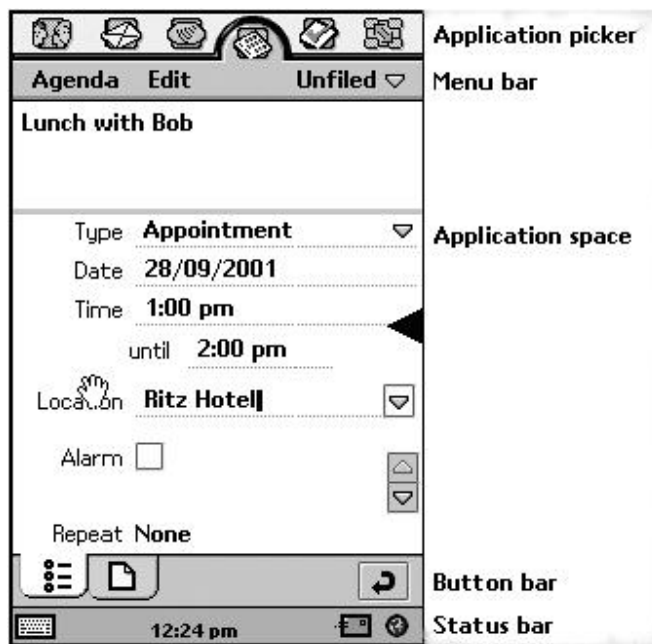 Application picker
Agenda Edit Unfiled Menu bar
Lunch with Bob
Type Appointment Application space
Date 28/09/2001
Time 1:00 pm
until 2:00 pm
Location Ritz Hotel
Alarm
Repeat None
Button bar
12:24 pm Status bar